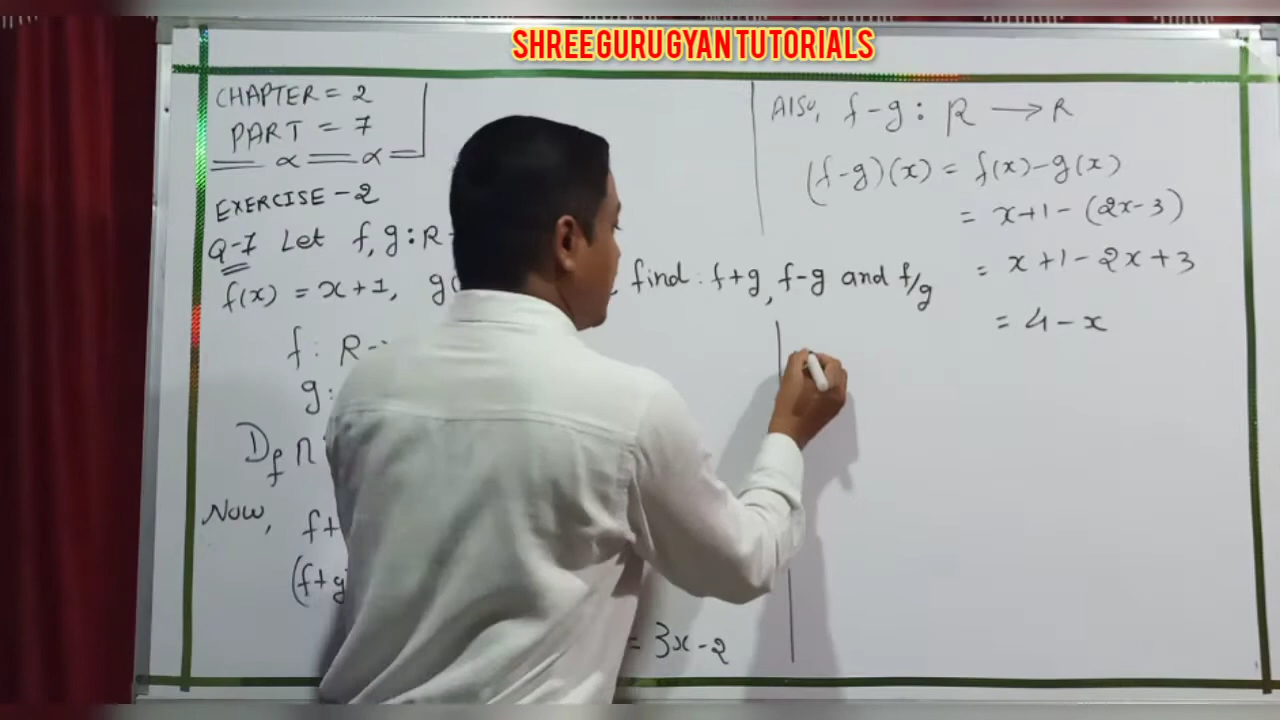 SHREE GURU GYAN TUTORIALS
CHAPTER = 2
PART = 7
EXERCISE - 2
Q-7 Let f, g : R
f(x) = x+1, g find : f+g, f-g and f/g
f : R
g :
D_f ∩
Now, f+
(f+g
= 3x-2
Also, f-g : R → R
(f-g)(x) = f(x)-g(x)
= x+1-(2x-3)
= x+1-2x+3
= 4-x